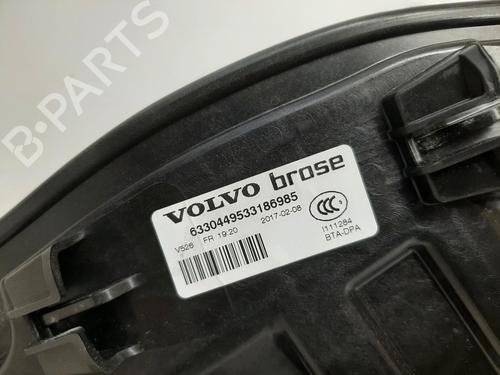 B-PARTS
VOLVO brose
6330449533186985
V526 FR 19:20 2017-02-08
CCC
I111284
BTA-DPA